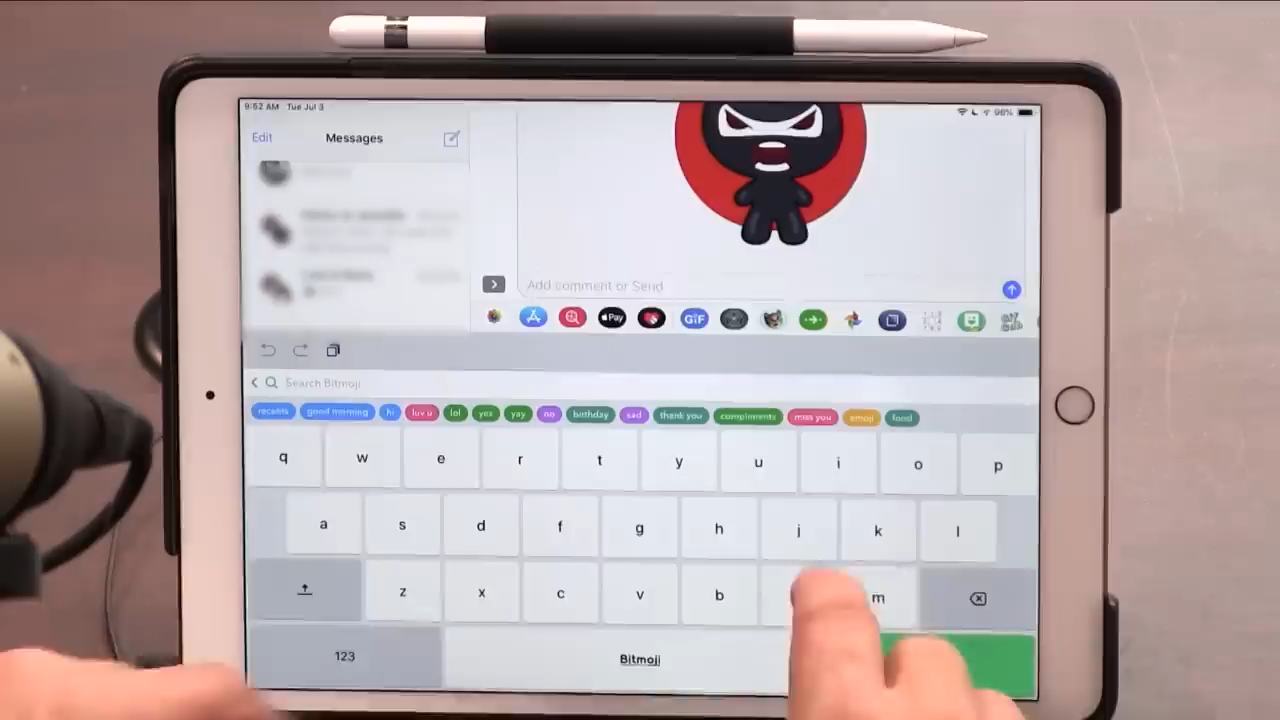 9:52 AM Tue Jul 3
96%
Edit Messages
Add comment or Send
Pay
GIF
Search Bitmoji
recents good morning hi luv u lol yes yay no birthday sad thank you compliments miss you emoji food
q w e r t y u i o p
a s d f g h j k l
z x c v b m
123 Bitmoji